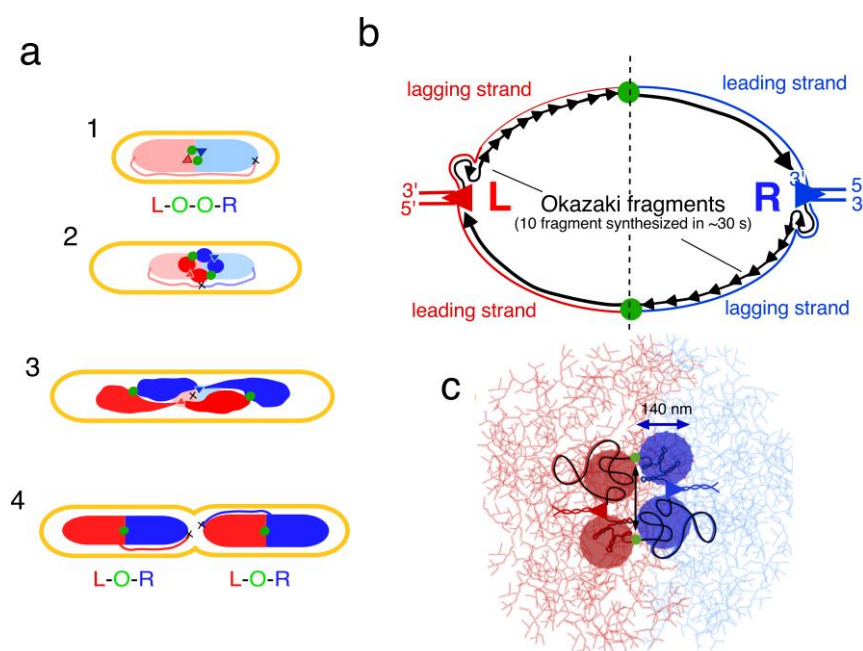 a
1
L-O-O-R
2
3
4
L-O-R
L-O-R
b
lagging strand
leading strand
3'
5'
L
Okazaki fragments
(10 fragment synthesized in ~30 s)
R
3'
5
3
leading strand
lagging strand
c
140 nm